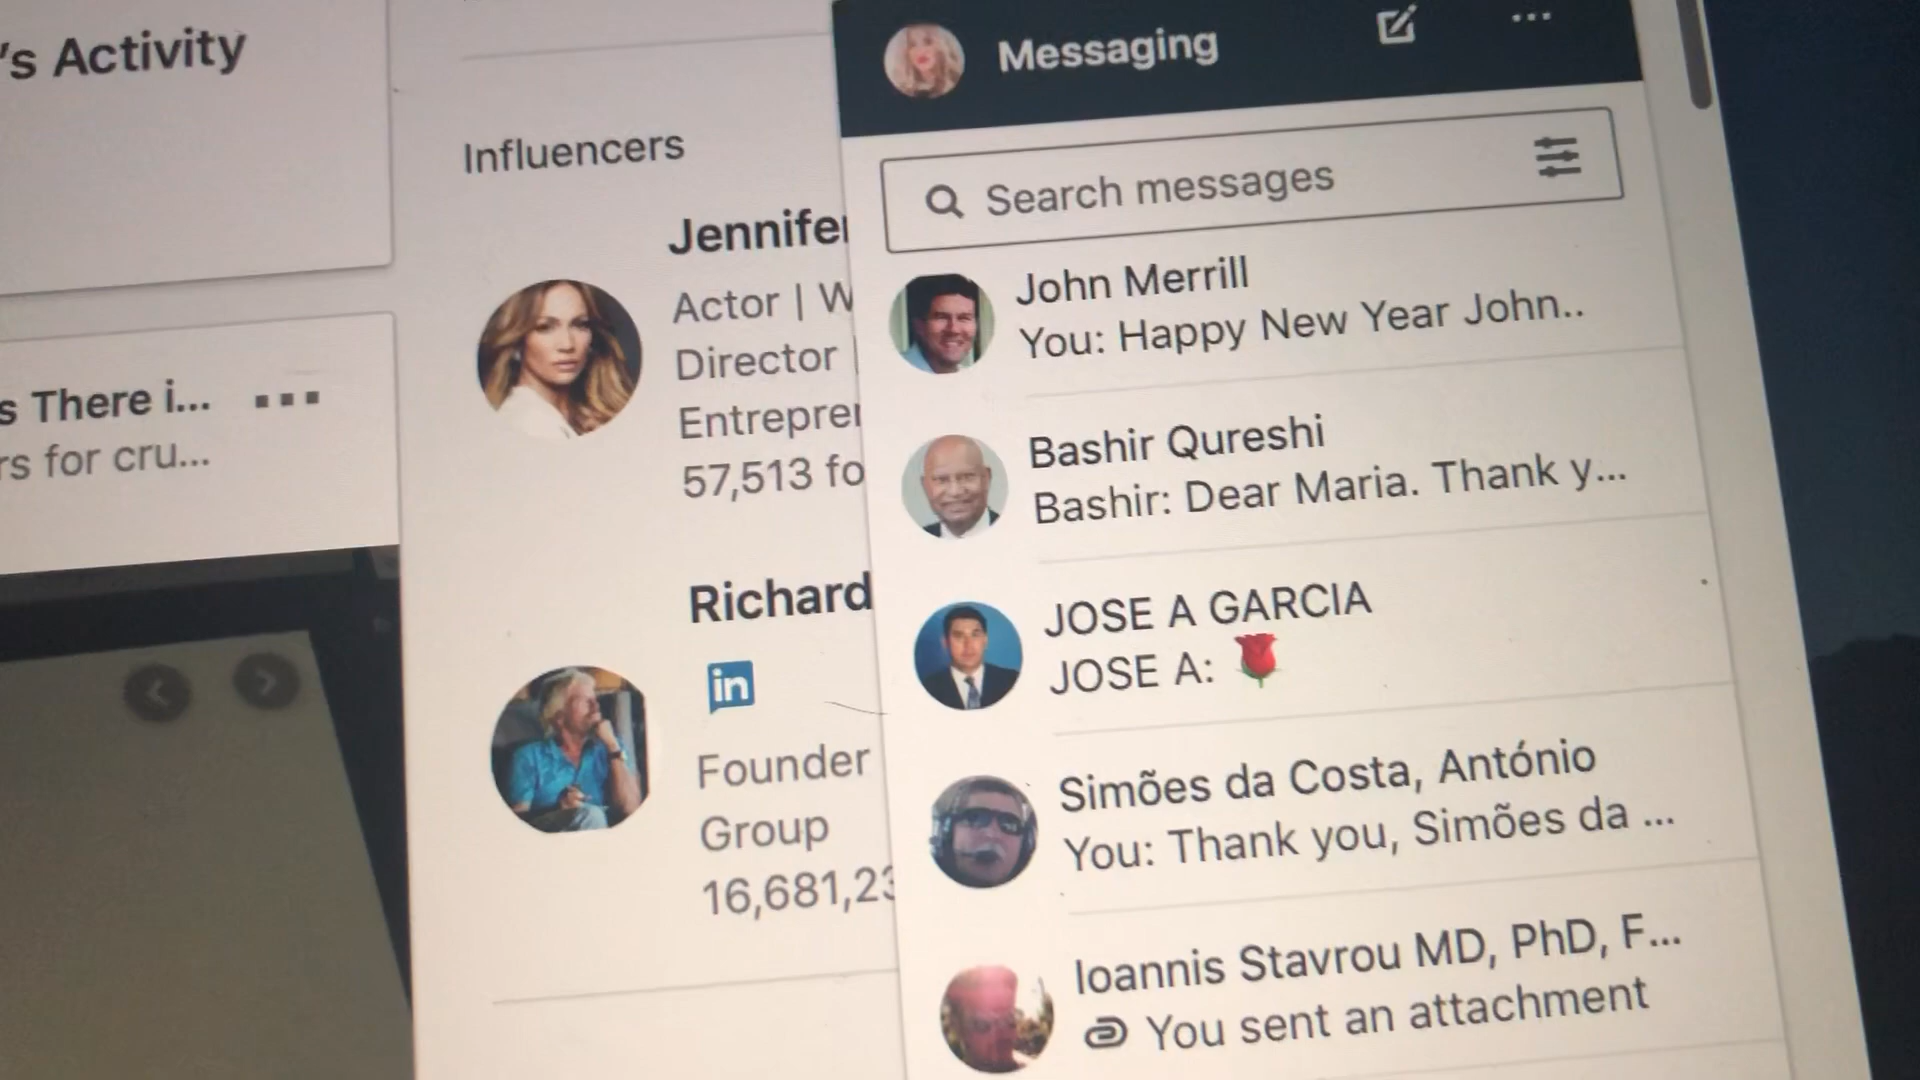 's Activity
s There i...
rs for cru...
Influencers
Jennifer
Actor | W
Director |
Entrepre
57,513 fo
Richard
in
Founder
Group
16,681,23
Messaging
Search messages
John Merrill
You: Happy New Year John..
Bashir Qureshi
Bashir: Dear Maria. Thank y...
JOSE A GARCIA
JOSE A: 🌹
Simões da Costa, António
You: Thank you, Simões da ...
Ioannis Stavrou MD, PhD, F...
You sent an attachment